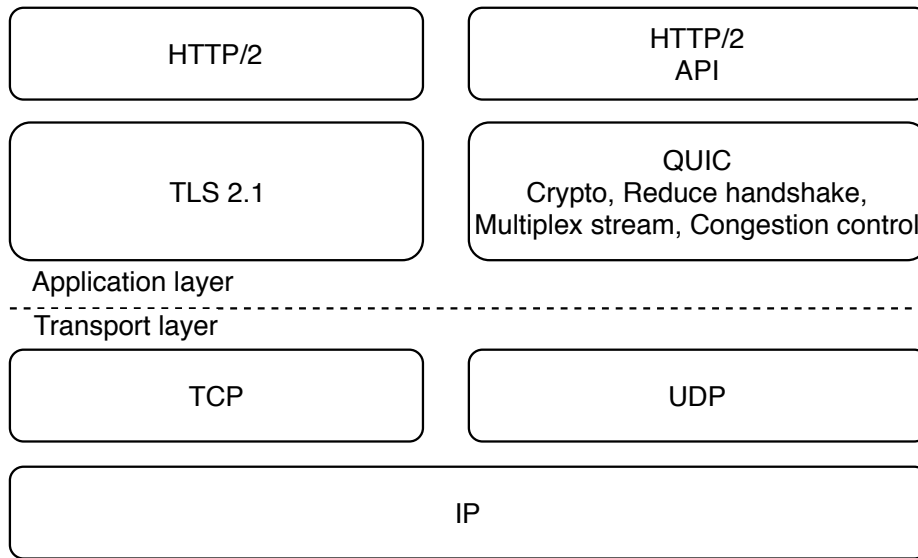 HTTP/2
HTTP/2
API
TLS 2.1
QUIC
Crypto, Reduce handshake,
Multiplex stream, Congestion control
Application layer
Transport layer
TCP
UDP
IP